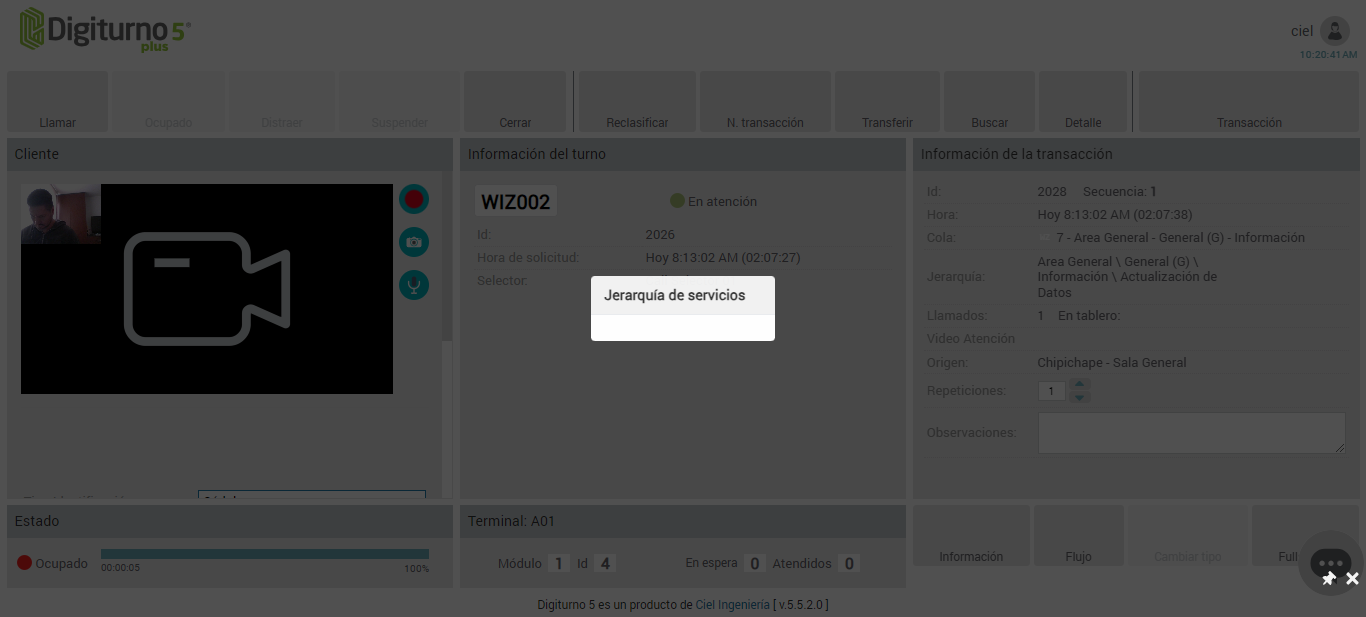 Digiturno 5®
plus
ciel
10:20:41 AM
Llamar
Ocupado
Distraer
Suspender
Cerrar
Reclasificar
N. transacción
Transferir
Buscar
Detalle
Transacción
Cliente
Información del turno
WIZ002
En atención
Id: 2026
Hora de solicitud: Hoy 8:13:02 AM (02:07:27)
Selector:
Jerarquía de servicios
Información de la transacción
Id: 2028 Secuencia: 1
Hora: Hoy 8:13:02 AM (02:07:38)
Cola: 7 - Area General - General (G) - Información
Jerarquía: Area General \ General (G) \
Información \ Actualización de
Datos
Llamados: 1 En tablero:
Video Atención
Origen: Chipichape - Sala General
Repeticiones: 1
Observaciones:
Estado
Ocupado
00:00:05
100%
Terminal: A01
Módulo 1 Id 4
En espera 0 Atendidos 0
Información
Flujo
Cambiar tipo
Full
Digiturno 5 es un producto de Ciel Ingeniería [ v.5.5.2.0 ]